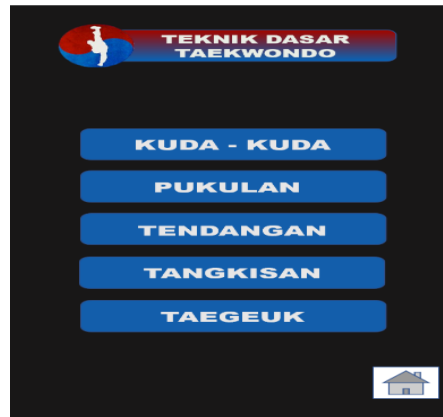 TEKNIK DASAR
TAEKWONDO
KUDA - KUDA
PUKULAN
TENDANGAN
TANGKISAN
TAEGEUK